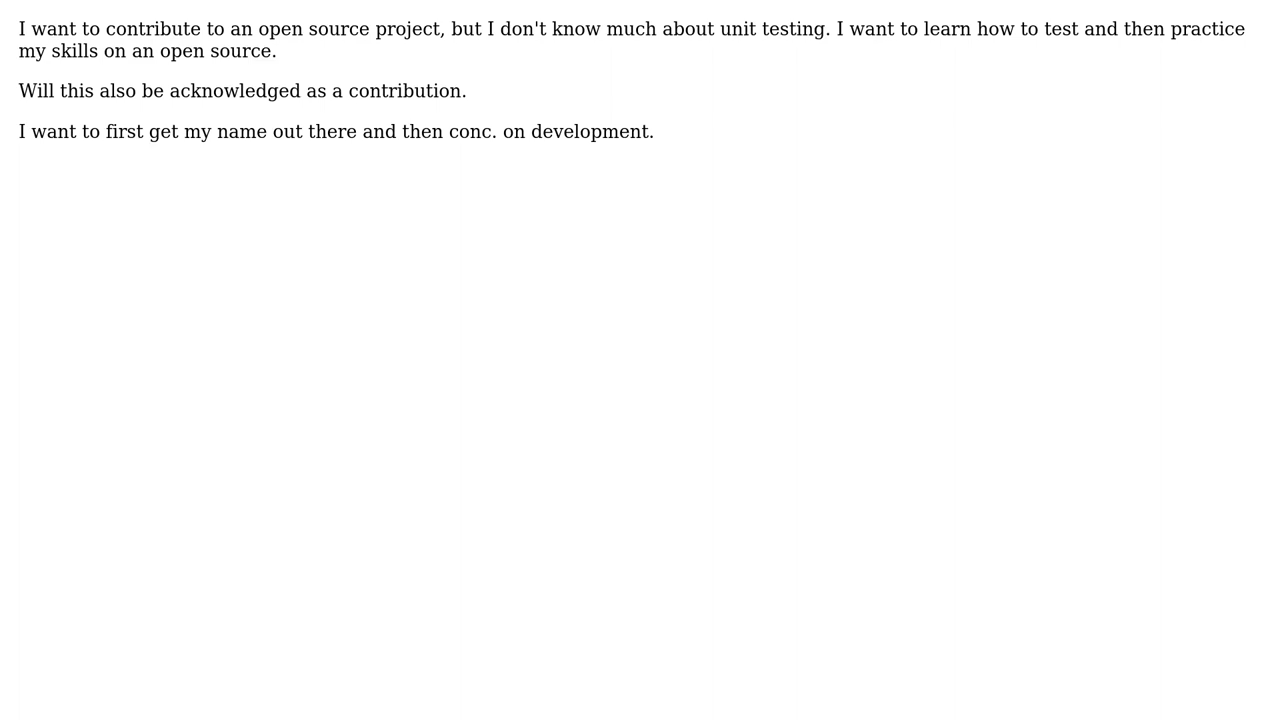 I want to contribute to an open source project, but I don't know much about unit testing. I want to learn how to test and then practice
my skills on an open source.
Will this also be acknowledged as a contribution.
I want to first get my name out there and then conc. on development.